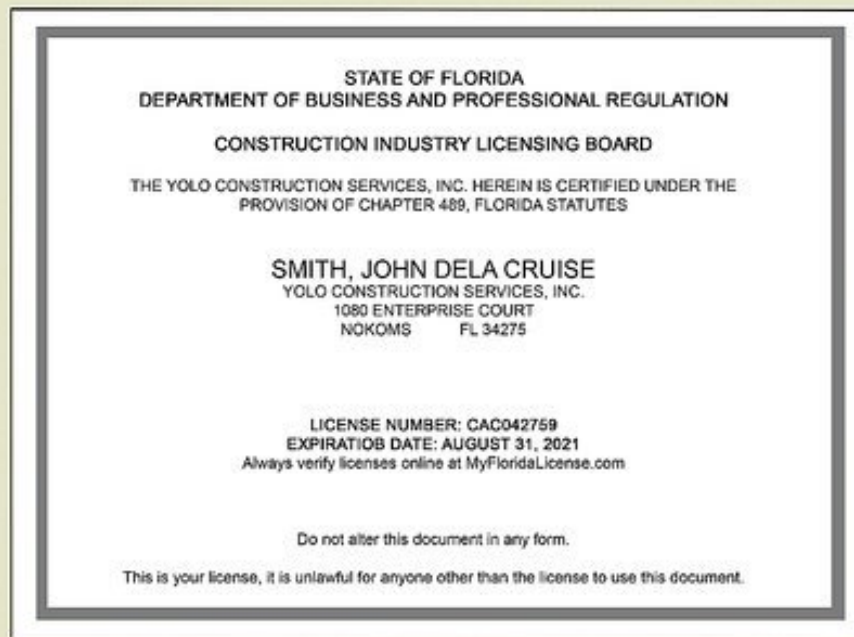 STATE OF FLORIDA
DEPARTMENT OF BUSINESS AND PROFESSIONAL REGULATION
CONSTRUCTION INDUSTRY LICENSING BOARD
THE YOLO CONSTRUCTION SERVICES, INC. HEREIN IS CERTIFIED UNDER THE
PROVISION OF CHAPTER 489, FLORIDA STATUTES
SMITH, JOHN DELA CRUISE
YOLO CONSTRUCTION SERVICES, INC.
1080 ENTERPRISE COURT
NOKOMS FL 34275
LICENSE NUMBER: CAC042759
EXPIRATIOB DATE: AUGUST 31, 2021
Always verify licenses online at MyFloridaLicense.com
Do not alter this document in any form.
This is your license, it is unlawful for anyone other than the license to use this document.